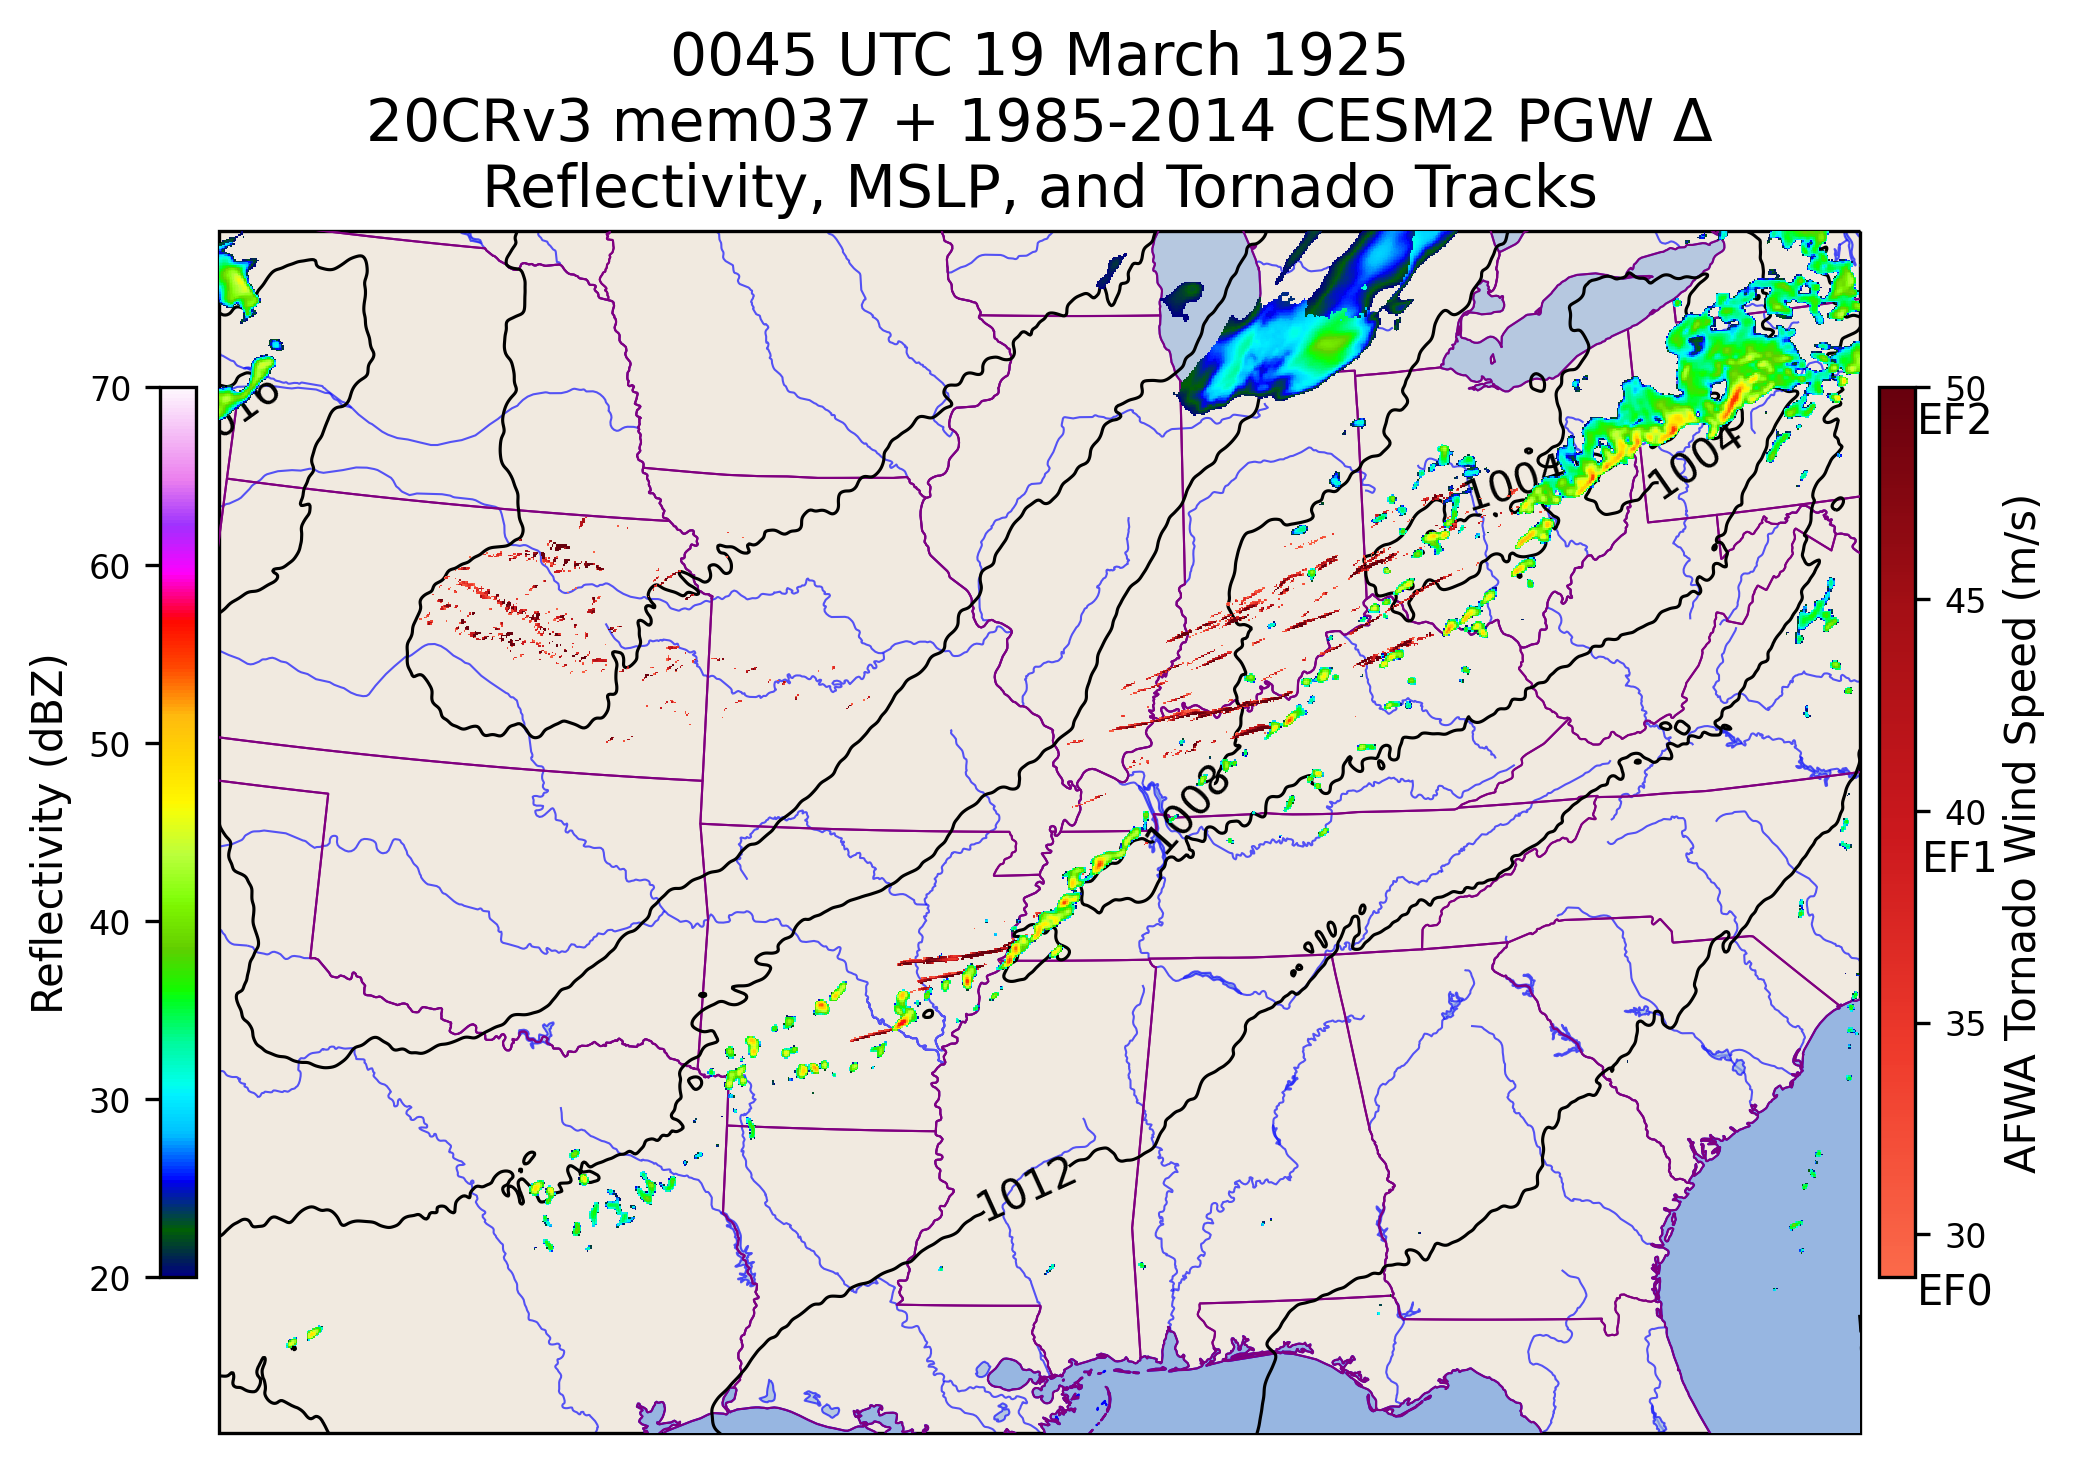 0045 UTC 19 March 1925
20CRv3 mem037 + 1985-2014 CESM2 PGW Δ
Reflectivity, MSLP, and Tornado Tracks
Reflectivity (dBZ)
70
60
50
40
30
20
1004
1004
1008
1012
50
EF2
45
40
EF1
35
30
EF0
AFWA Tornado Wind Speed (m/s)